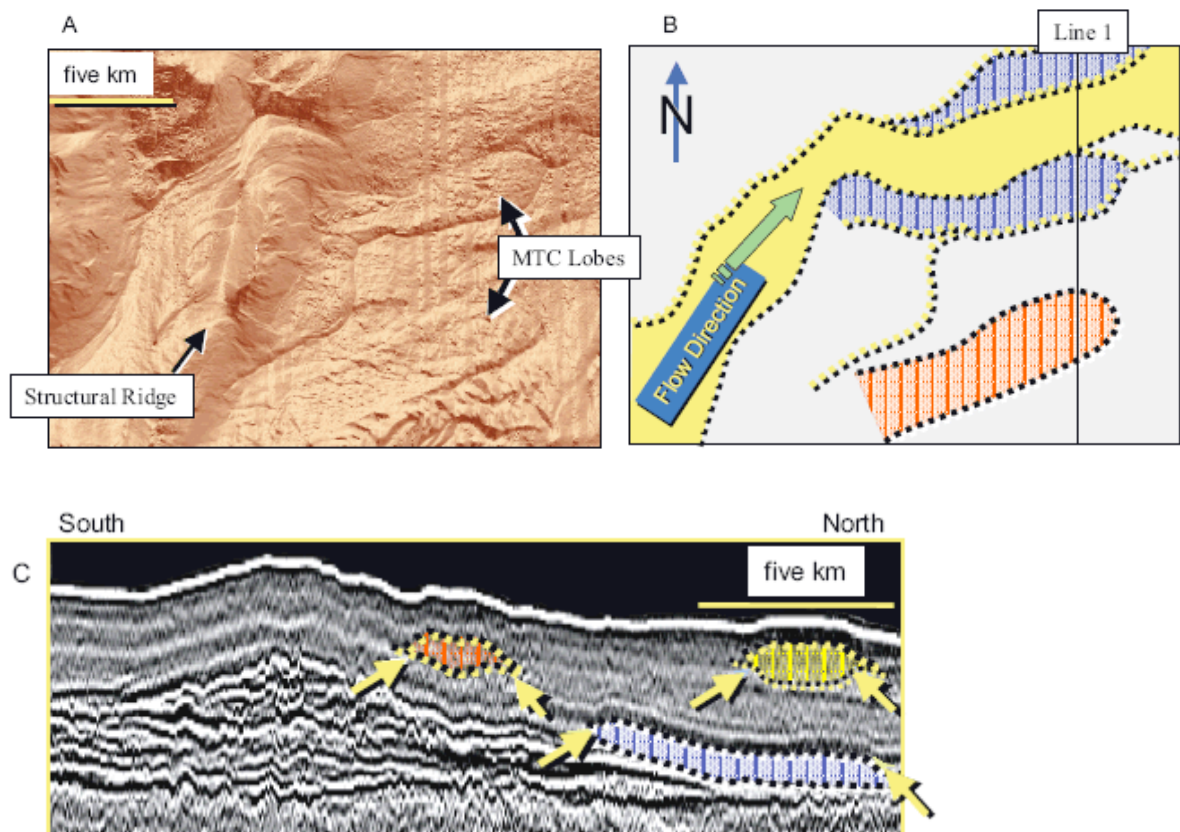 A
B
Line 1
five km
N
MTC Lobes
Flow Direction
Structural Ridge
South
North
C
five km